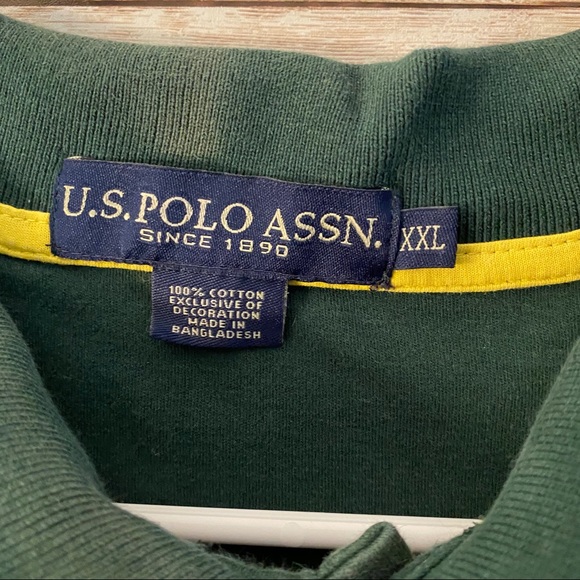 U.S. POLO ASSN.
SINCE 1890
XXL
100% COTTON
EXCLUSIVE OF
DECORATION
MADE IN
BANGLADESH